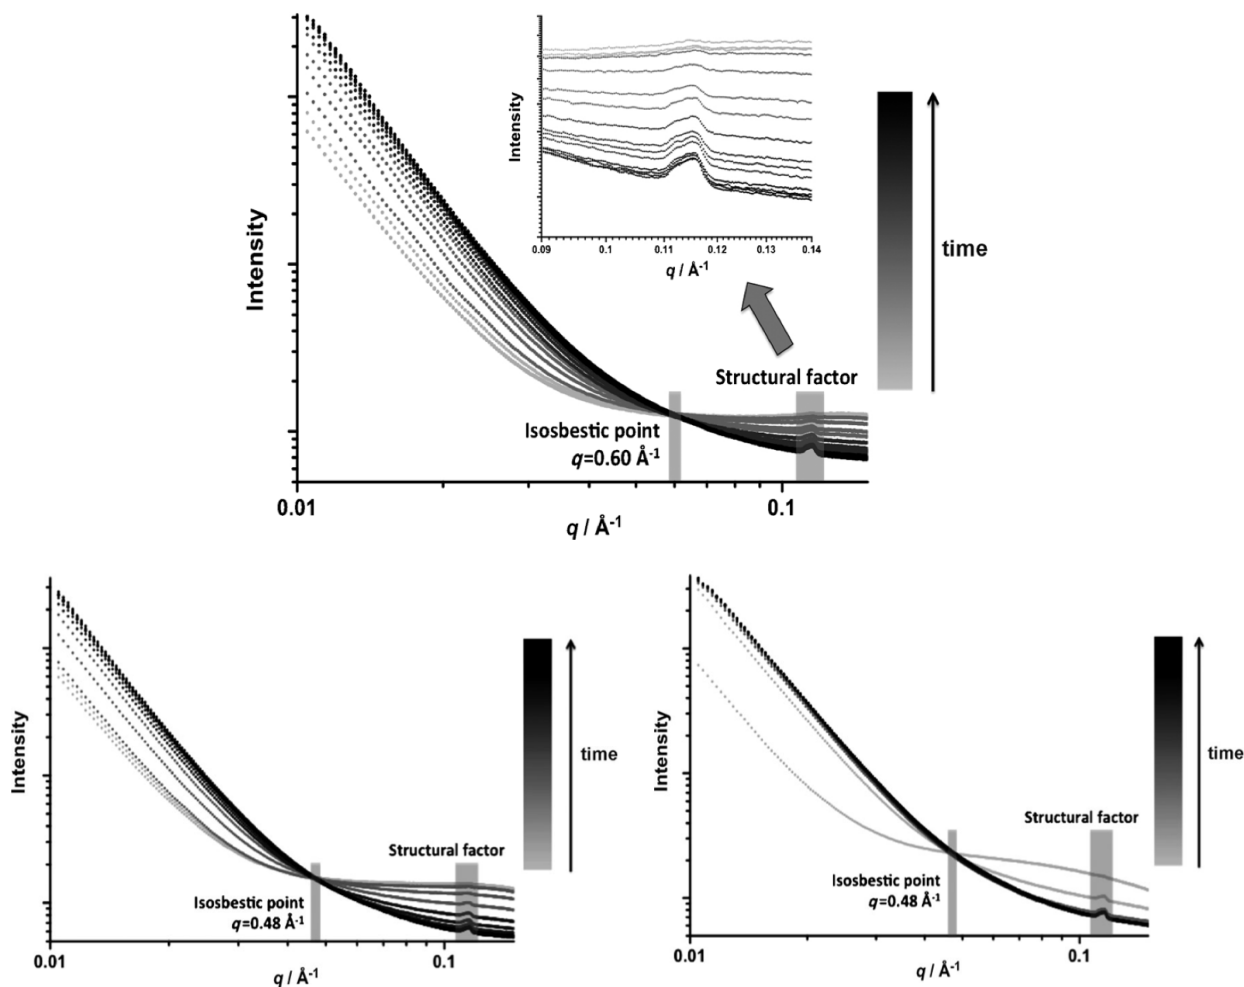 Intensity
Intensity
0.09
0.1
0.11
0.12
0.13
0.14
q / Å-1
time
Structural factor
Isosbestic point
q=0.60 Å-1
0.01
0.1
q / Å-1
Intensity
time
Structural factor
Isosbestic point
q=0.48 Å-1
0.01
0.1
q / Å-1
Intensity
time
Structural factor
Isosbestic point
q=0.48 Å-1
0.01
0.1
q / Å-1